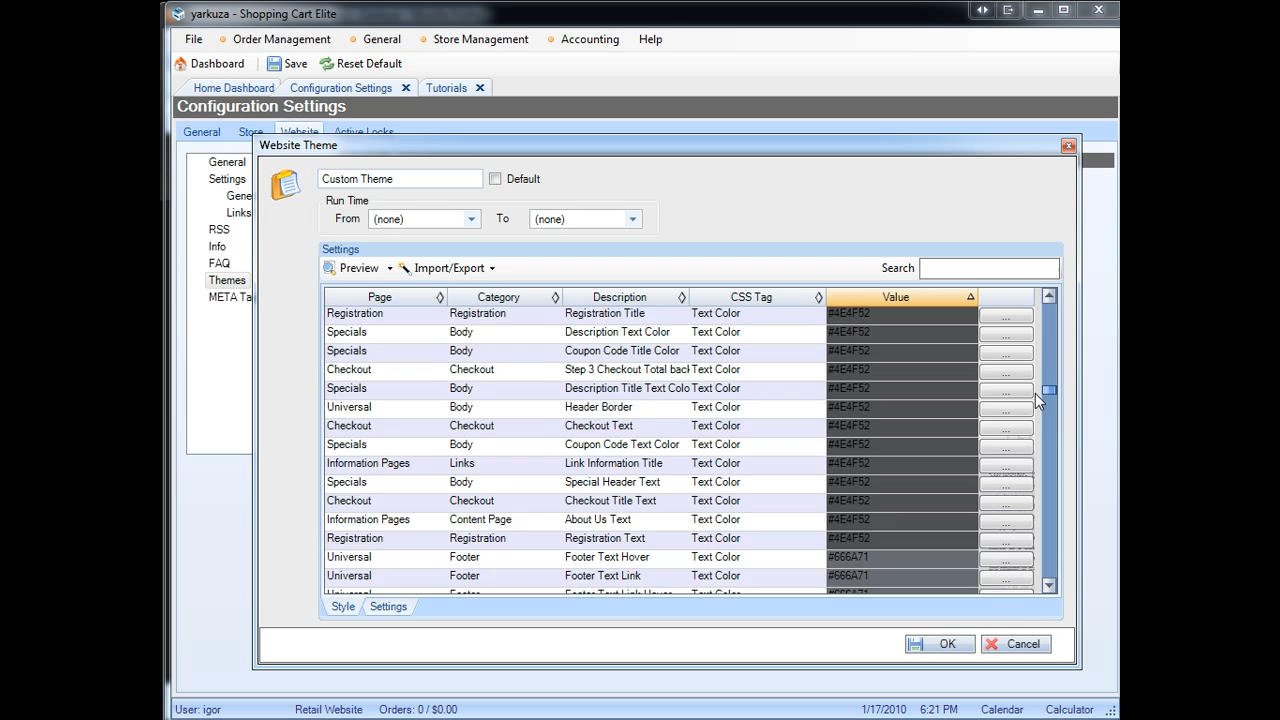 yarkuza - Shopping Cart Elite
File Order Management General Store Management Accounting Help
Dashboard Save Reset Default
Home Dashboard Configuration Settings Tutorials
Configuration Settings
General Store Website Active Locks
Website Theme
General
Settings
Gene
Links
RSS
Info
FAQ
Themes
META Ta
Custom Theme Default
Run Time
From (none) To (none)
Settings
Preview Import/Export Search
Page Category Description CSS Tag Value
Registration Registration Registration Title Text Color #4E4F52 ...
Specials Body Description Text Color Text Color #4E4F52 ...
Specials Body Coupon Code Title Color Text Color #4E4F52 ...
Checkout Checkout Step 3 Checkout Total back Text Color #4E4F52 ...
Specials Body Description Title Text Colo Text Color #4E4F52 ...
Universal Body Header Border Text Color #4E4F52 ...
Checkout Checkout Checkout Text Text Color #4E4F52 ...
Specials Body Coupon Code Text Color Text Color #4E4F52 ...
Information Pages Links Link Information Title Text Color #4E4F52 ...
Specials Body Special Header Text Text Color #4E4F52 ...
Checkout Checkout Checkout Title Text Text Color #4E4F52 ...
Information Pages Content Page About Us Text Text Color #4E4F52 ...
Registration Registration Registration Text Text Color #4E4F52 ...
Universal Footer Footer Text Hover Text Color #666A71 ...
Universal Footer Footer Text Link Text Color #666A71 ...
Universal Footer Footer Text Link Hover Text Color #666A71
Style Settings
OK Cancel
User: igor Retail Website Orders: 0 / $0.00 1/17/2010 6:21 PM Calendar Calculator